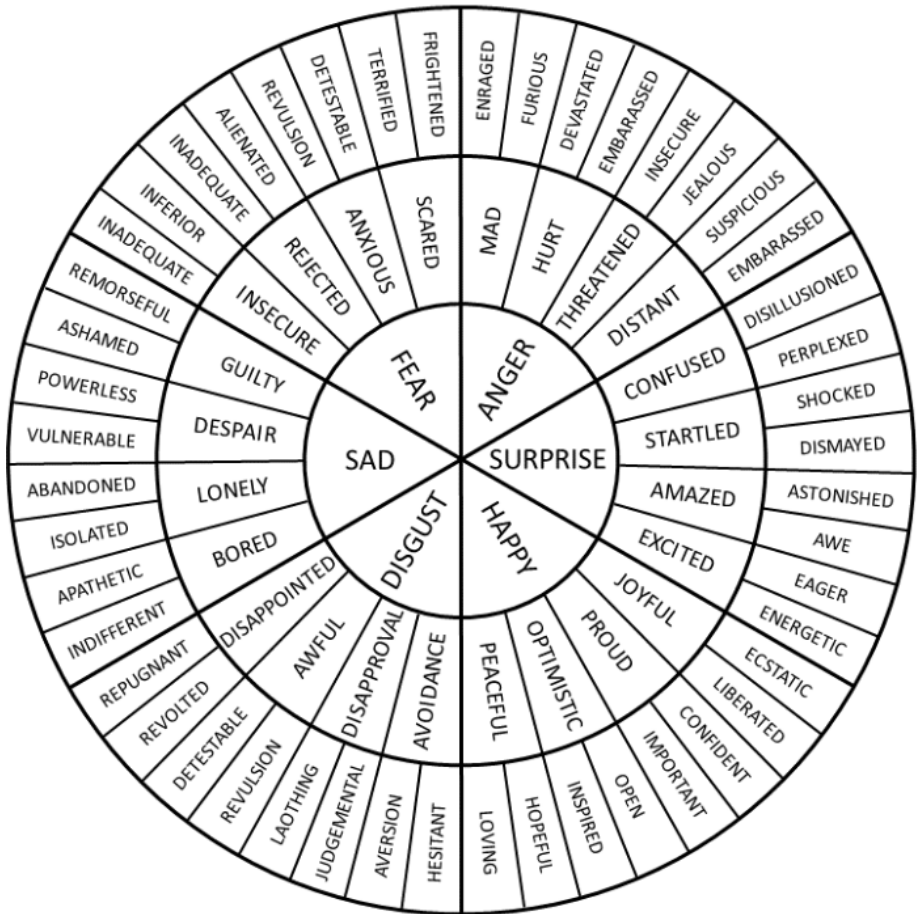 FEAR
ANGER
SURPRISE
HAPPY
DISGUST
SAD
MAD
HURT
THREATENED
DISTANT
CONFUSED
STARTLED
AMAZED
EXCITED
JOYFUL
PROUD
OPTIMISTIC
PEACEFUL
AVOIDANCE
DISAPPROVAL
AWFUL
DISAPPOINTED
BORED
LONELY
DESPAIR
GUILTY
INSECURE
REJECTED
ANXIOUS
SCARED
ENRAGED
FURIOUS
DEVASTATED
EMBARASSED
INSECURE
JEALOUS
SUSPICIOUS
EMBARASSED
DISILLUSIONED
PERPLEXED
SHOCKED
DISMAYED
ASTONISHED
AWE
EAGER
ENERGETIC
ECSTATIC
LIBERATED
CONFIDENT
IMPORTANT
OPEN
INSPIRED
HOPEFUL
LOVING
HESITANT
AVERSION
JUDGEMENTAL
LAOTHING
REVULSION
DETESTABLE
REVOLTED
REPUGNANT
INDIFFERENT
APATHETIC
ISOLATED
ABANDONED
VULNERABLE
POWERLESS
ASHAMED
REMORSEFUL
INADEQUATE
INFERIOR
INADEQUATE
ALIENATED
REVULSION
DETESTABLE
TERRIFIED
FRIGHTENED